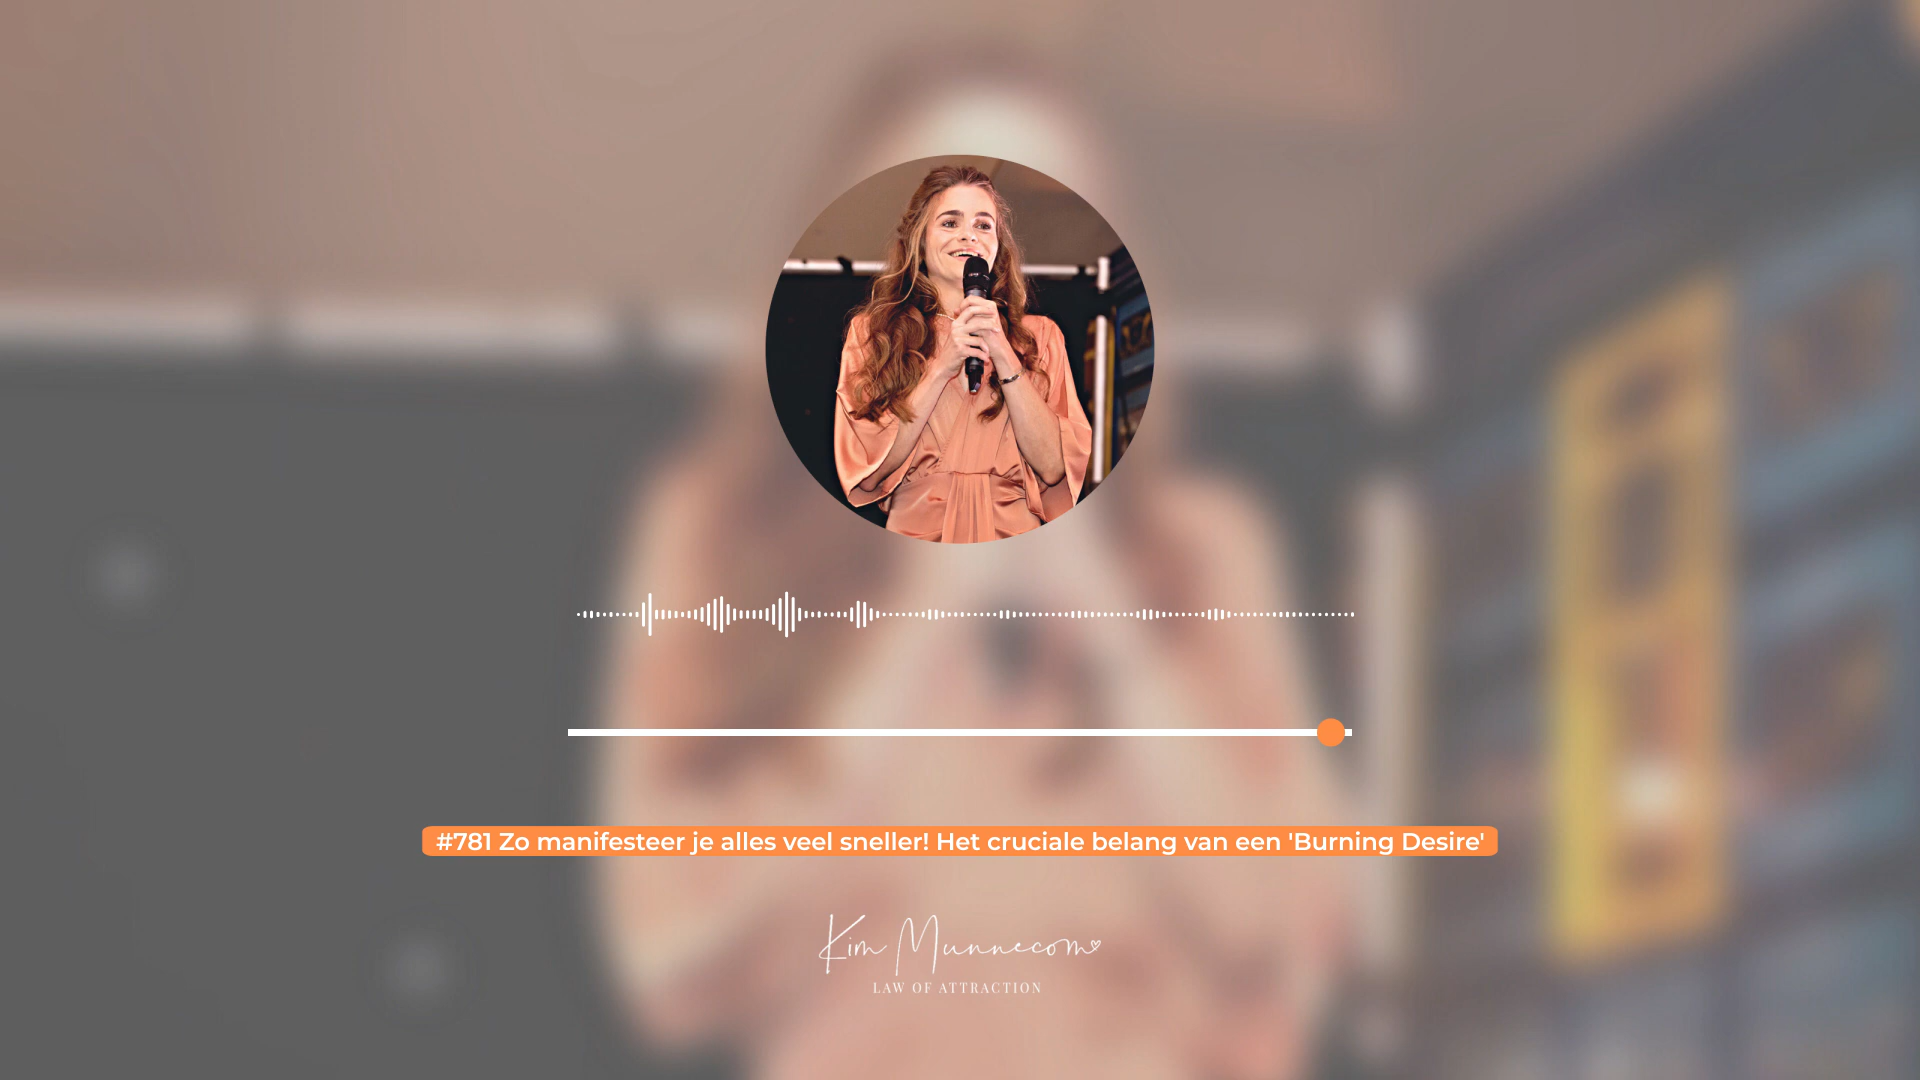 #781 Zo manifesteer je alles veel sneller! Het cruciale belang van een 'Burning Desire'
Kim Munnecom
LAW OF ATTRACTION